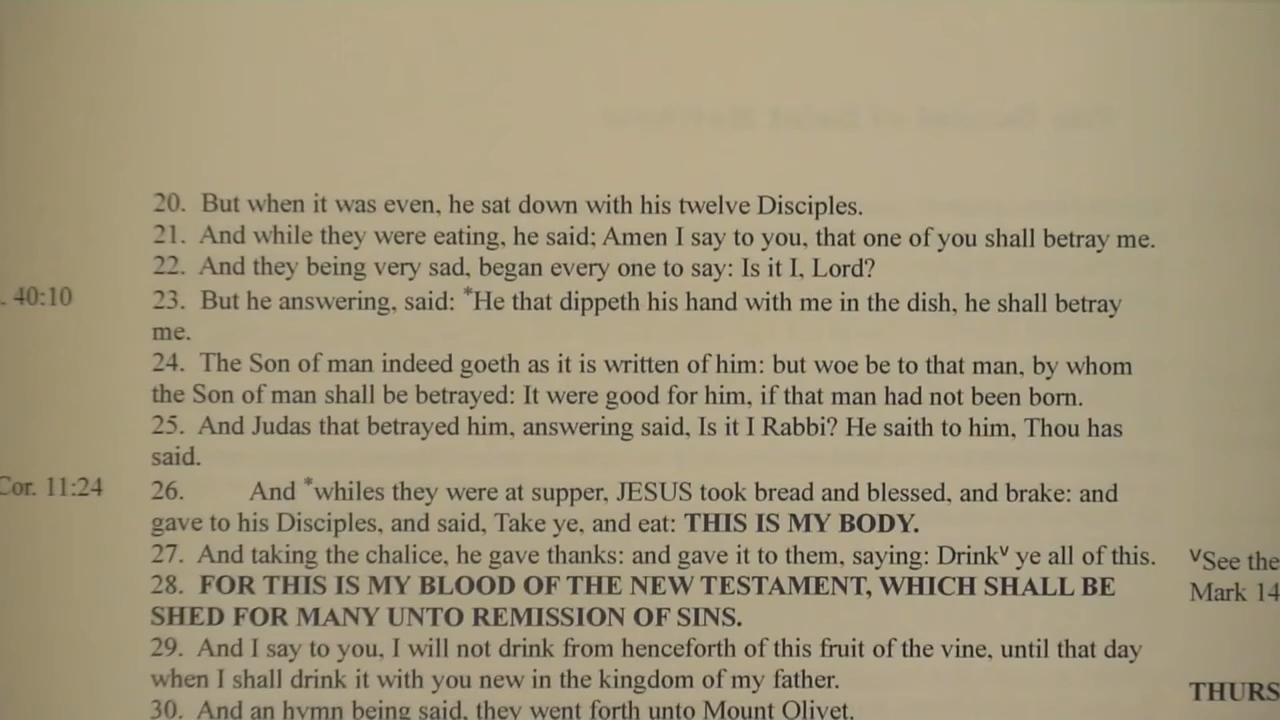 20. But when it was even, he sat down with his twelve Disciples.
21. And while they were eating, he said; Amen I say to you, that one of you shall betray me.
22. And they being very sad, began every one to say: Is it I, Lord?
. 40:10
23. But he answering, said: *He that dippeth his hand with me in the dish, he shall betray
me.
24. The Son of man indeed goeth as it is written of him: but woe be to that man, by whom
the Son of man shall be betrayed: It were good for him, if that man had not been born.
25. And Judas that betrayed him, answering said, Is it I Rabbi? He saith to him, Thou has
said.
Cor. 11:24
26. And *whiles they were at supper, JESUS took bread and blessed, and brake: and
gave to his Disciples, and said, Take ye, and eat: THIS IS MY BODY.
27. And taking the chalice, he gave thanks: and gave it to them, saying: Drinkᵛ ye all of this.
ᵛSee the
28. FOR THIS IS MY BLOOD OF THE NEW TESTAMENT, WHICH SHALL BE
Mark 14
SHED FOR MANY UNTO REMISSION OF SINS.
29. And I say to you, I will not drink from henceforth of this fruit of the vine, until that day
when I shall drink it with you new in the kingdom of my father.
THURS
30. And an hymn being said, they went forth unto Mount Olivet.